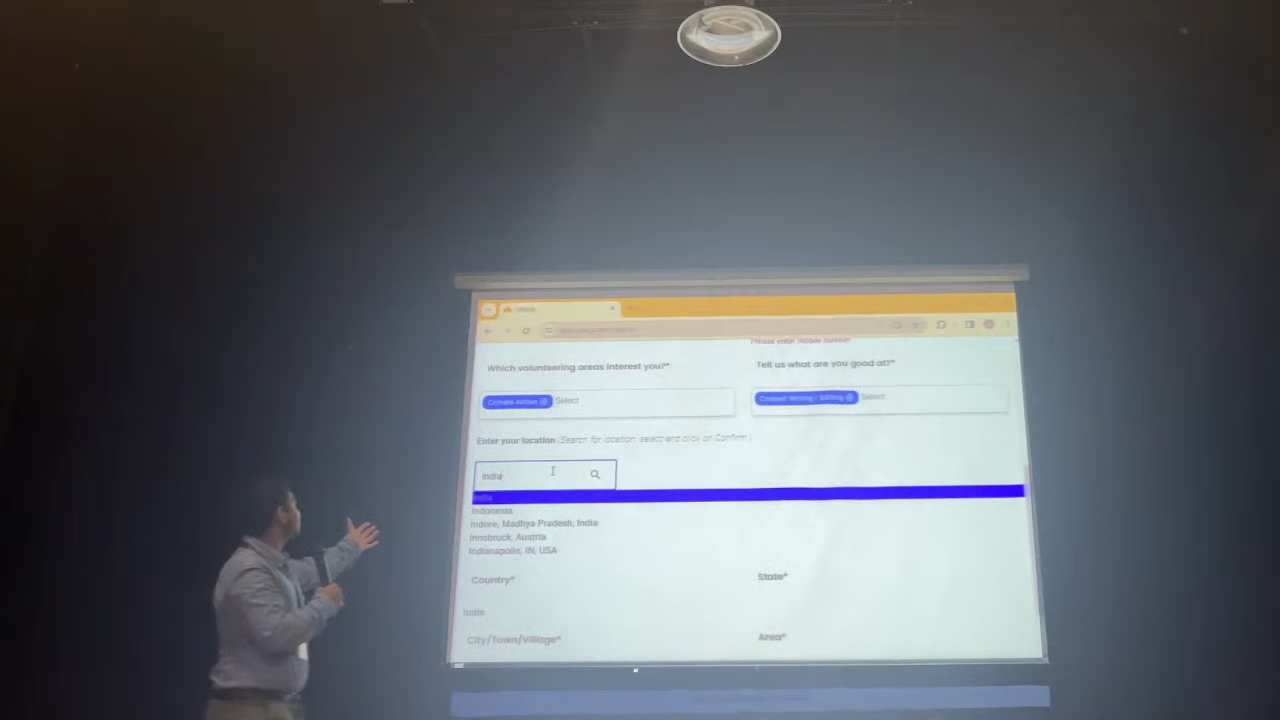 Please enter mobile number
Which volunteering areas interest you?*
Tell us what are you good at?*
Climate Action Select
Content Writing / Editing Select
Enter your location (Search for location, select and click on Confirm.)
India
India
Indonesia
Indore, Madhya Pradesh, India
Innsbruck, Austria
Indianapolis, IN, USA
Country*
State*
India
City/Town/Village*
Area*